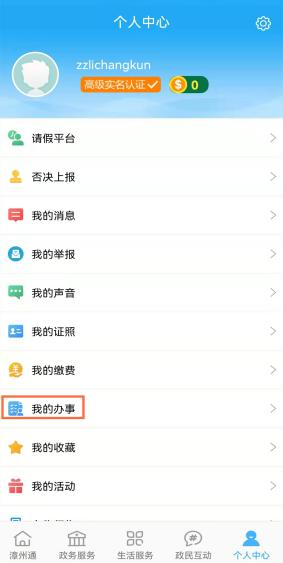 个人中心
zzlichangkun
高级实名认证
$ 0
请假平台
否决上报
我的消息
我的举报
我的声音
我的证照
我的缴费
我的办事
我的收藏
我的活动
漳州通 政务服务 生活服务 政民互动 个人中心